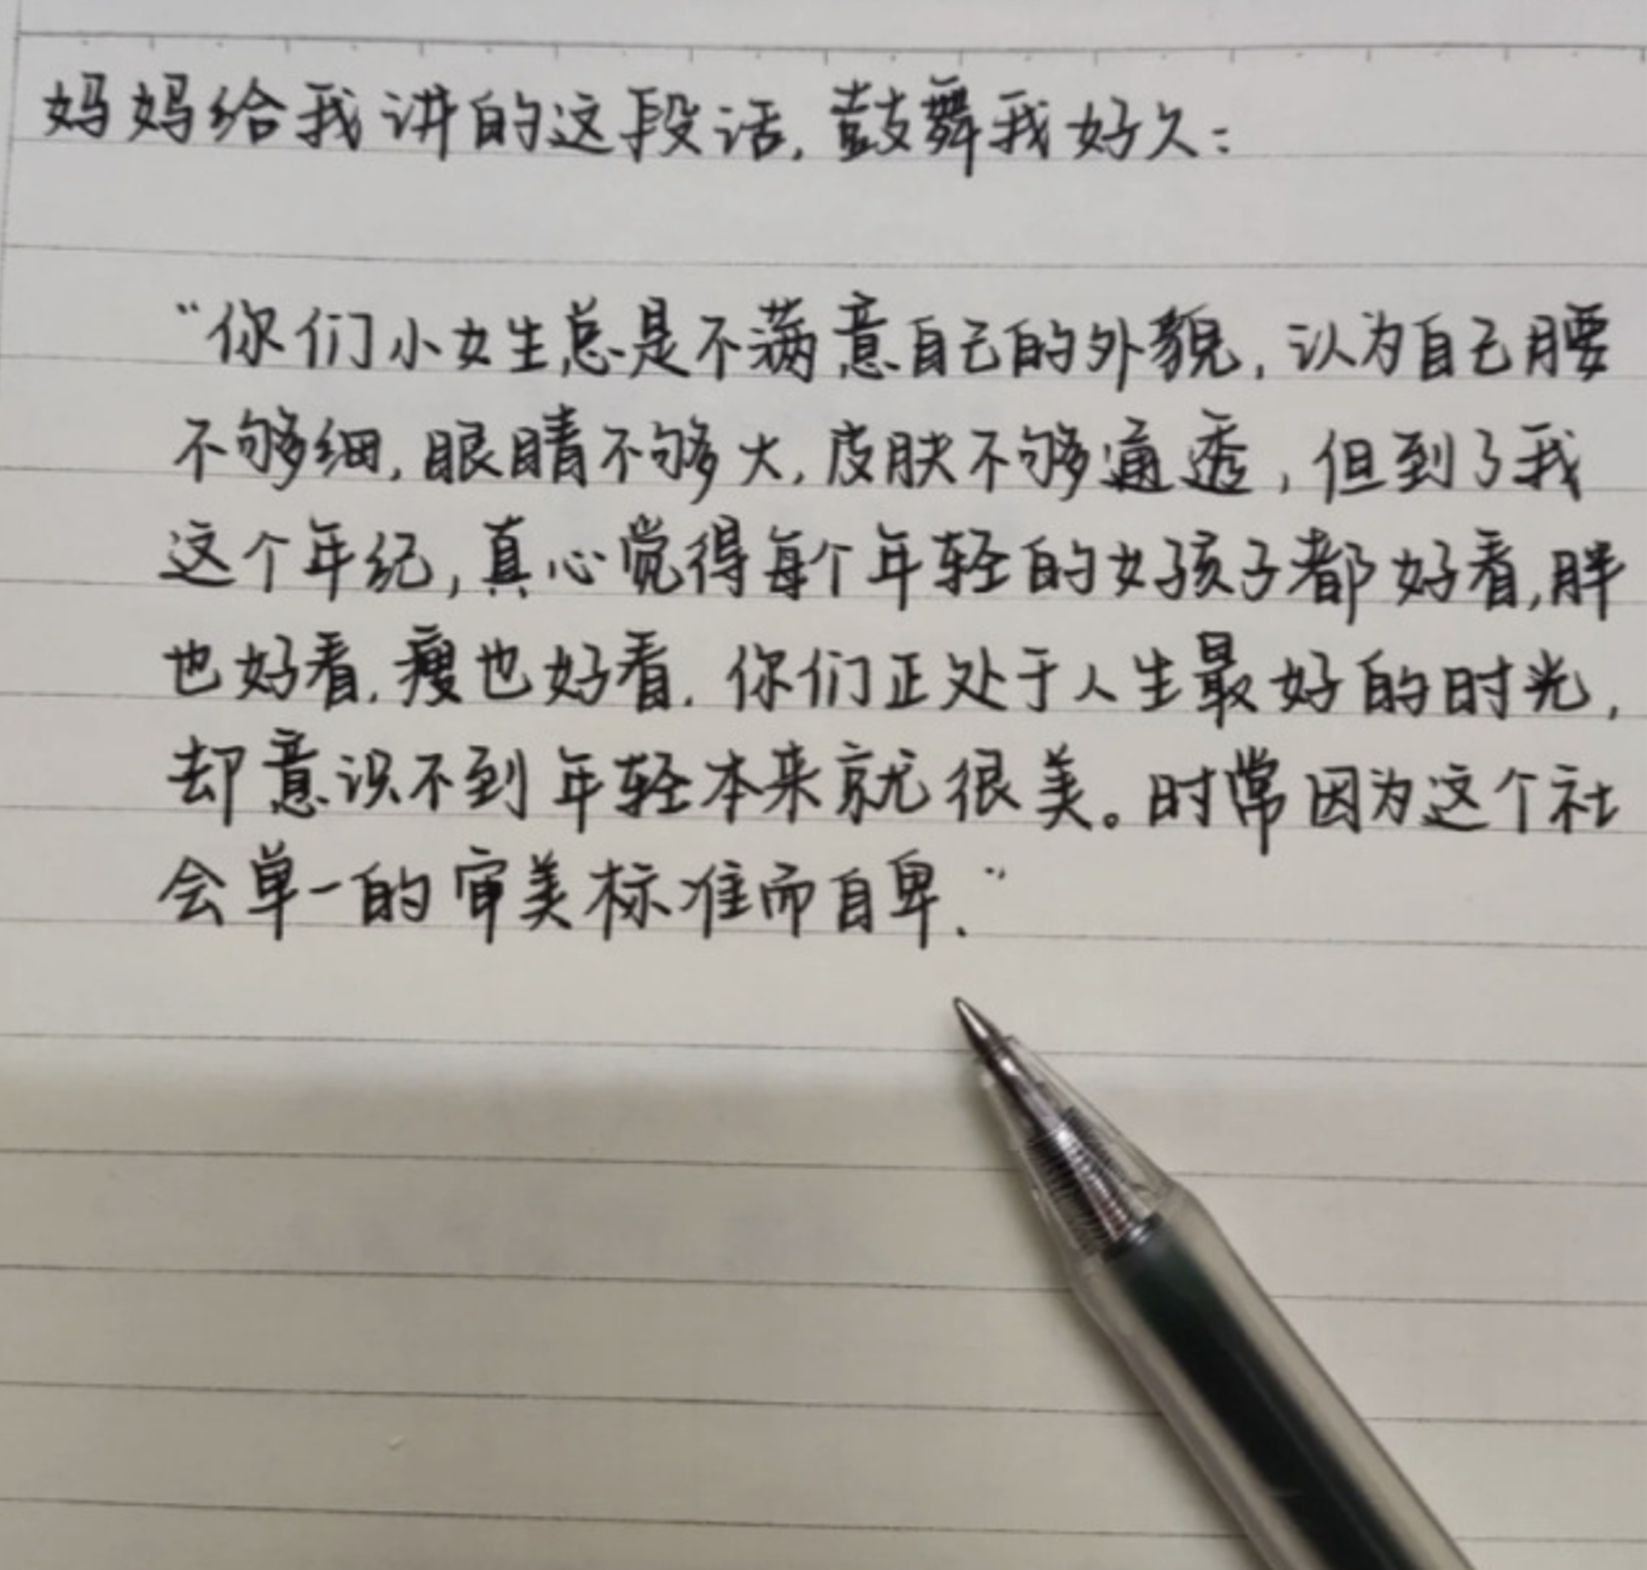 妈妈给我讲的这段话,鼓舞我好久:
“你们小女生总是不满意自己的外貌,认为自己腰
不够细,眼睛不够大,皮肤不够通透,但到了我
这个年纪,真心觉得每个年轻的女孩子都好看,胖
也好看.瘦也好看.你们正处于人生最好的时光,
却意识不到年轻本来就很美。时常因为这个社
会单一的审美标准而自卑.”